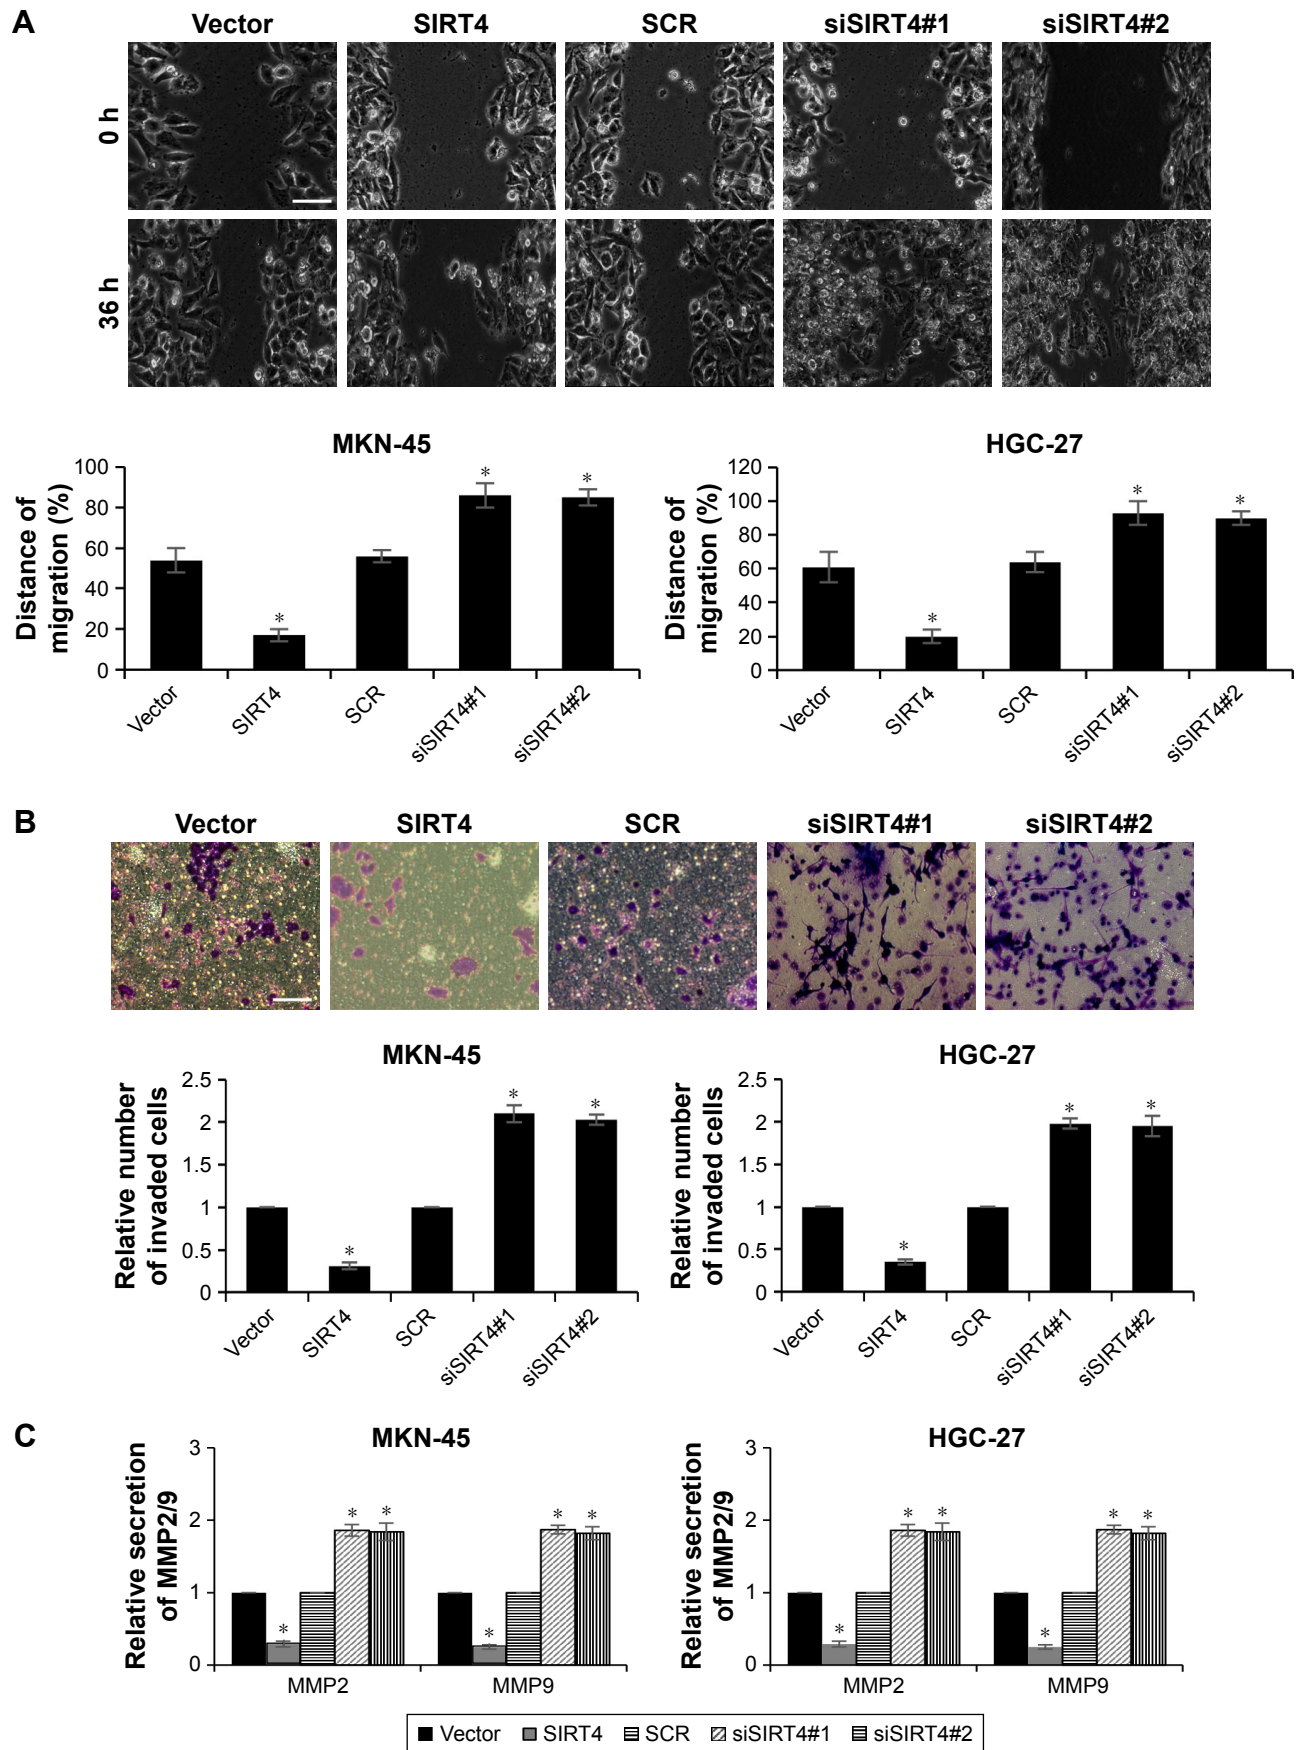 A
Vector SIRT4 SCR siSIRT4#1 siSIRT4#2
0 h
36 h
MKN-45
Distance of
migration (%)
100
80
60
40
20
0
* * *
Vector SIRT4 SCR siSIRT4#1 siSIRT4#2
HGC-27
Distance of
migration (%)
120
100
80
60
40
20
0
* * *
Vector SIRT4 SCR siSIRT4#1 siSIRT4#2
B
Vector SIRT4 SCR siSIRT4#1 siSIRT4#2
MKN-45
Relative number
of invaded cells
2.5
2
1.5
1
0.5
0
* * *
Vector SIRT4 SCR siSIRT4#1 siSIRT4#2
HGC-27
Relative number
of invaded cells
2.5
2
1.5
1
0.5
0
* * *
Vector SIRT4 SCR siSIRT4#1 siSIRT4#2
C
MKN-45
Relative secretion
of MMP2/9
3
2
1
0
* * * * * *
MMP2 MMP9
HGC-27
Relative secretion
of MMP2/9
3
2
1
0
* * * * * *
MMP2 MMP9
Vector SIRT4 SCR siSIRT4#1 siSIRT4#2